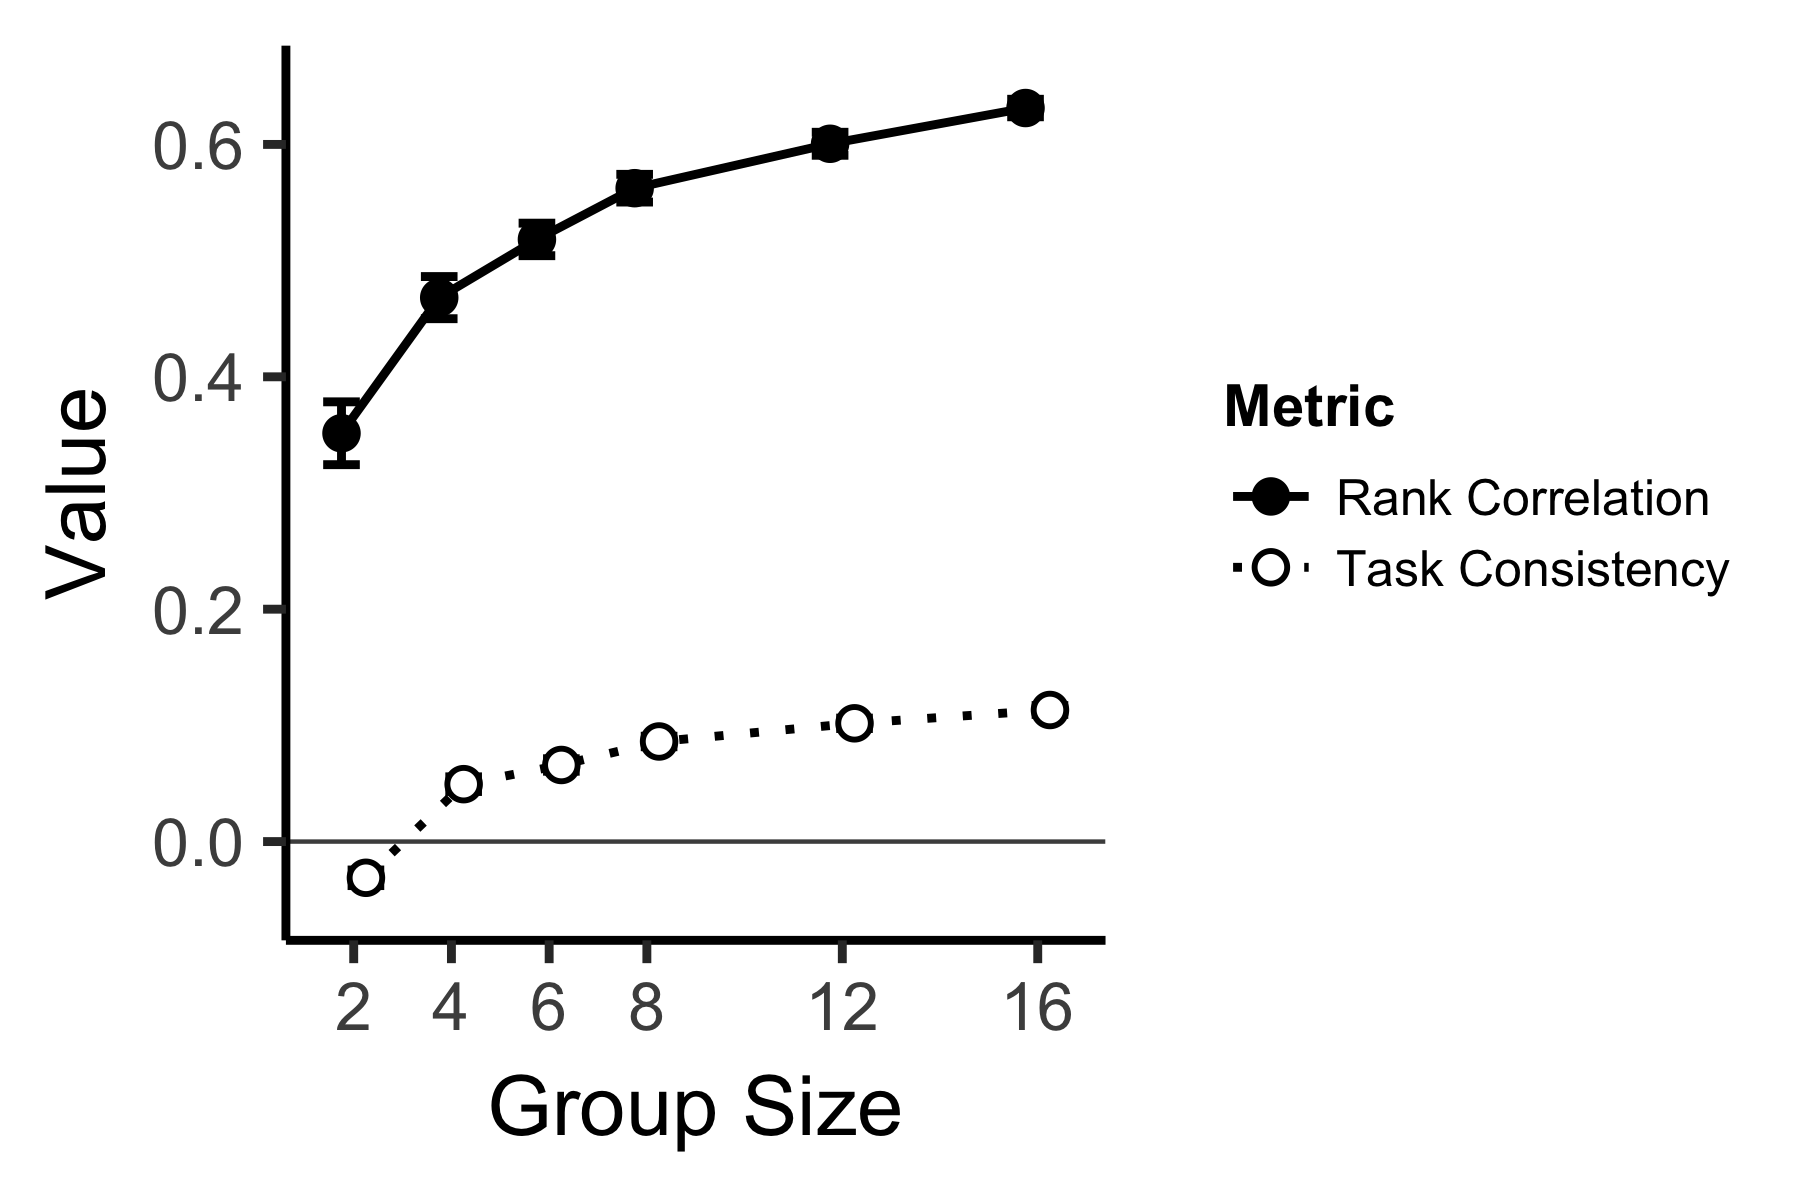 0.6
0.4
0.2
0.0
Value
2 4 6 8 12 16
Group Size
Metric
Rank Correlation
Task Consistency